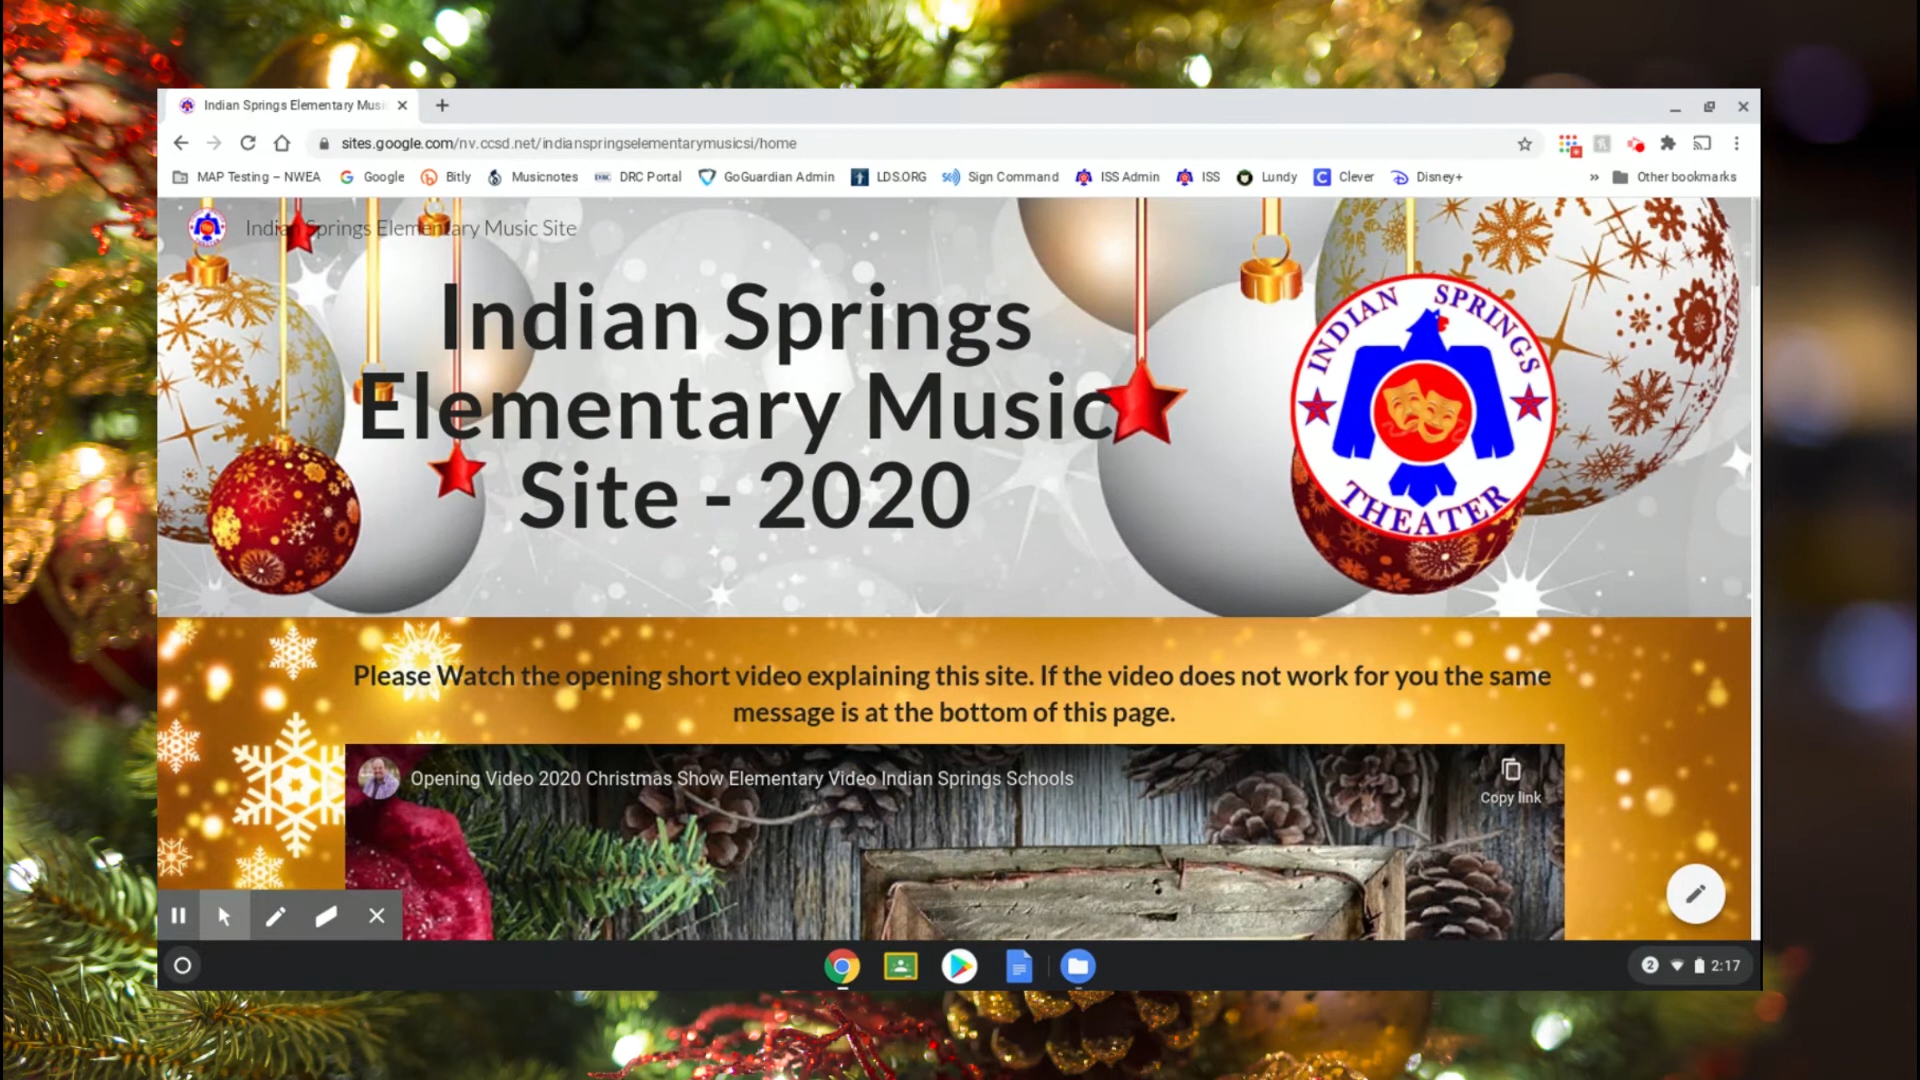 Indian Springs Elementary Musi
sites.google.com/nv.ccsd.net/indianspringselementarymusicsi/home
MAP Testing – NWEA Google Bitly Musicnotes DRC Portal GoGuardian Admin LDS.ORG Sign Command ISS Admin ISS Lundy Clever Disney+ » Other bookmarks
Indian Springs Elementary Music Site
Indian Springs
Elementary Music
Site - 2020
INDIAN SPRINGS
THEATER
Please Watch the opening short video explaining this site. If the video does not work for you the same
message is at the bottom of this page.
Opening Video 2020 Christmas Show Elementary Video Indian Springs Schools
Copy link
2 2:17